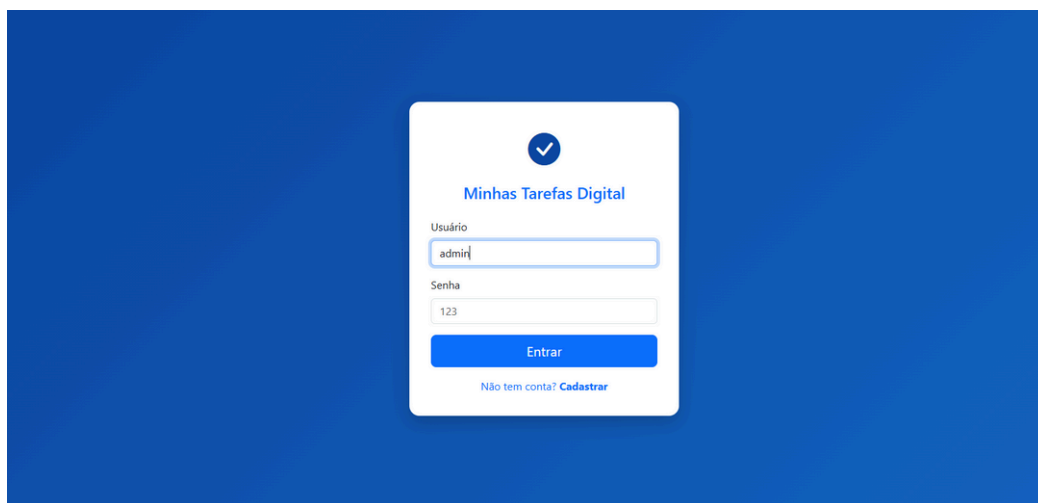 Minhas Tarefas Digital
Usuário
admin
Senha
123
Entrar
Não tem conta? Cadastrar